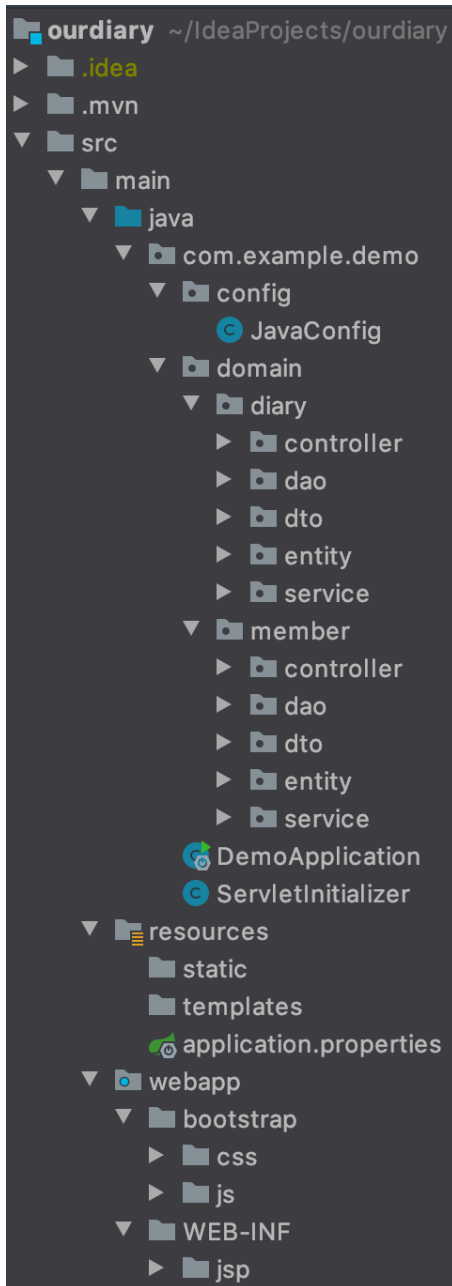 ourdiary ~/IdeaProjects/ourdiary
.idea
.mvn
src
main
java
com.example.demo
config
C JavaConfig
domain
diary
controller
dao
dto
entity
service
member
controller
dao
dto
entity
service
DemoApplication
C ServletInitializer
resources
static
templates
application.properties
webapp
bootstrap
css
js
WEB-INF
jsp